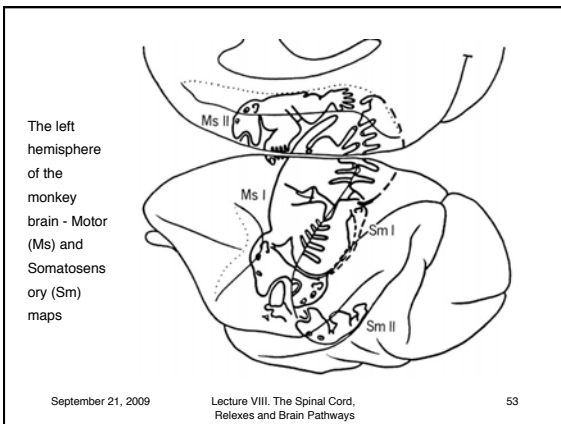 The left
hemisphere
of the
monkey
brain - Motor
(Ms) and
Somatosens
ory (Sm)
maps
Ms II
Ms I
Sm I
Sm II
September 21, 2009
Lecture VIII. The Spinal Cord,
Relexes and Brain Pathways
53